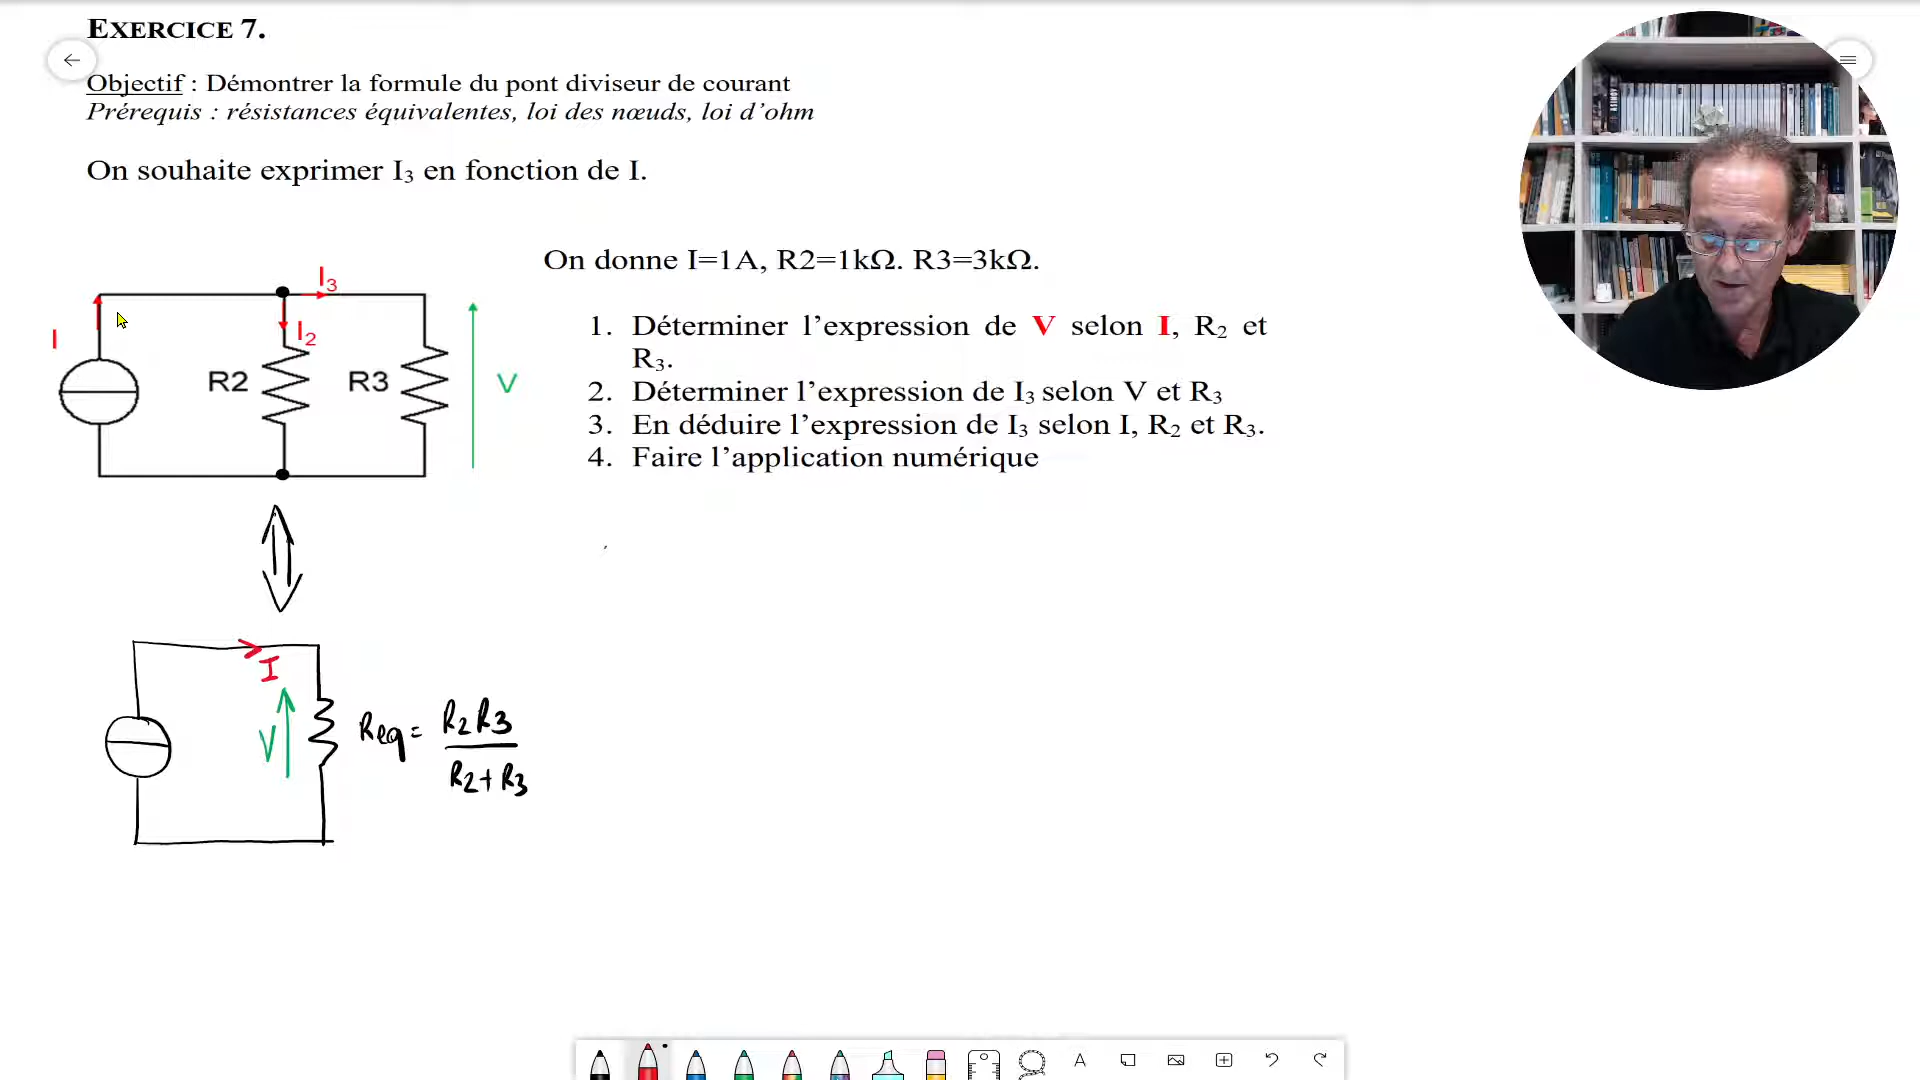 EXERCICE 7.
Objectif : Démontrer la formule du pont diviseur de courant
Prérequis : résistances équivalentes, loi des nœuds, loi d’ohm
On souhaite exprimer I₃ en fonction de I.
On donne I=1A, R2=1kΩ. R3=3kΩ.
1. Déterminer l’expression de V selon I, R₂ et
R₃.
2. Déterminer l’expression de I₃ selon V et R₃
3. En déduire l’expression de I₃ selon I, R₂ et R₃.
4. Faire l’application numérique
I₃
I
I₂
R2
R3
V
I
V
Req = R2R3
R2+R3
A